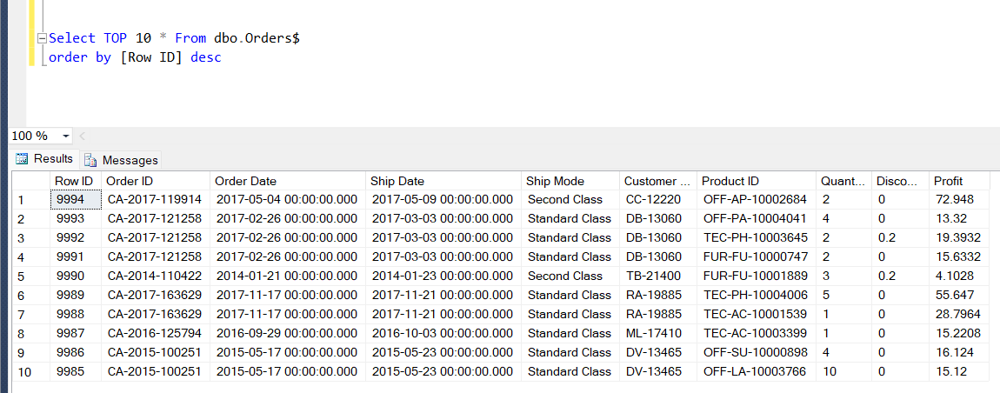 Select TOP 10 * From dbo.Orders$
order by [Row ID] desc
100 %
Results Messages
Row ID Order ID Order Date Ship Date Ship Mode Customer ... Product ID Quant... Disco... Profit
1 9994 CA-2017-119914 2017-05-04 00:00:00.000 2017-05-09 00:00:00.000 Second Class CC-12220 OFF-AP-10002684 2 0 72.948
2 9993 CA-2017-121258 2017-02-26 00:00:00.000 2017-03-03 00:00:00.000 Standard Class DB-13060 OFF-PA-10004041 4 0 13.32
3 9992 CA-2017-121258 2017-02-26 00:00:00.000 2017-03-03 00:00:00.000 Standard Class DB-13060 TEC-PH-10003645 2 0.2 19.3932
4 9991 CA-2017-121258 2017-02-26 00:00:00.000 2017-03-03 00:00:00.000 Standard Class DB-13060 FUR-FU-10000747 2 0 15.6332
5 9990 CA-2014-110422 2014-01-21 00:00:00.000 2014-01-23 00:00:00.000 Second Class TB-21400 FUR-FU-10001889 3 0.2 4.1028
6 9989 CA-2017-163629 2017-11-17 00:00:00.000 2017-11-21 00:00:00.000 Standard Class RA-19885 TEC-PH-10004006 5 0 55.647
7 9988 CA-2017-163629 2017-11-17 00:00:00.000 2017-11-21 00:00:00.000 Standard Class RA-19885 TEC-AC-10001539 1 0 28.7964
8 9987 CA-2016-125794 2016-09-29 00:00:00.000 2016-10-03 00:00:00.000 Standard Class ML-17410 TEC-AC-10003399 1 0 15.2208
9 9986 CA-2015-100251 2015-05-17 00:00:00.000 2015-05-23 00:00:00.000 Standard Class DV-13465 OFF-SU-10000898 4 0 16.124
10 9985 CA-2015-100251 2015-05-17 00:00:00.000 2015-05-23 00:00:00.000 Standard Class DV-13465 OFF-LA-10003766 10 0 15.12